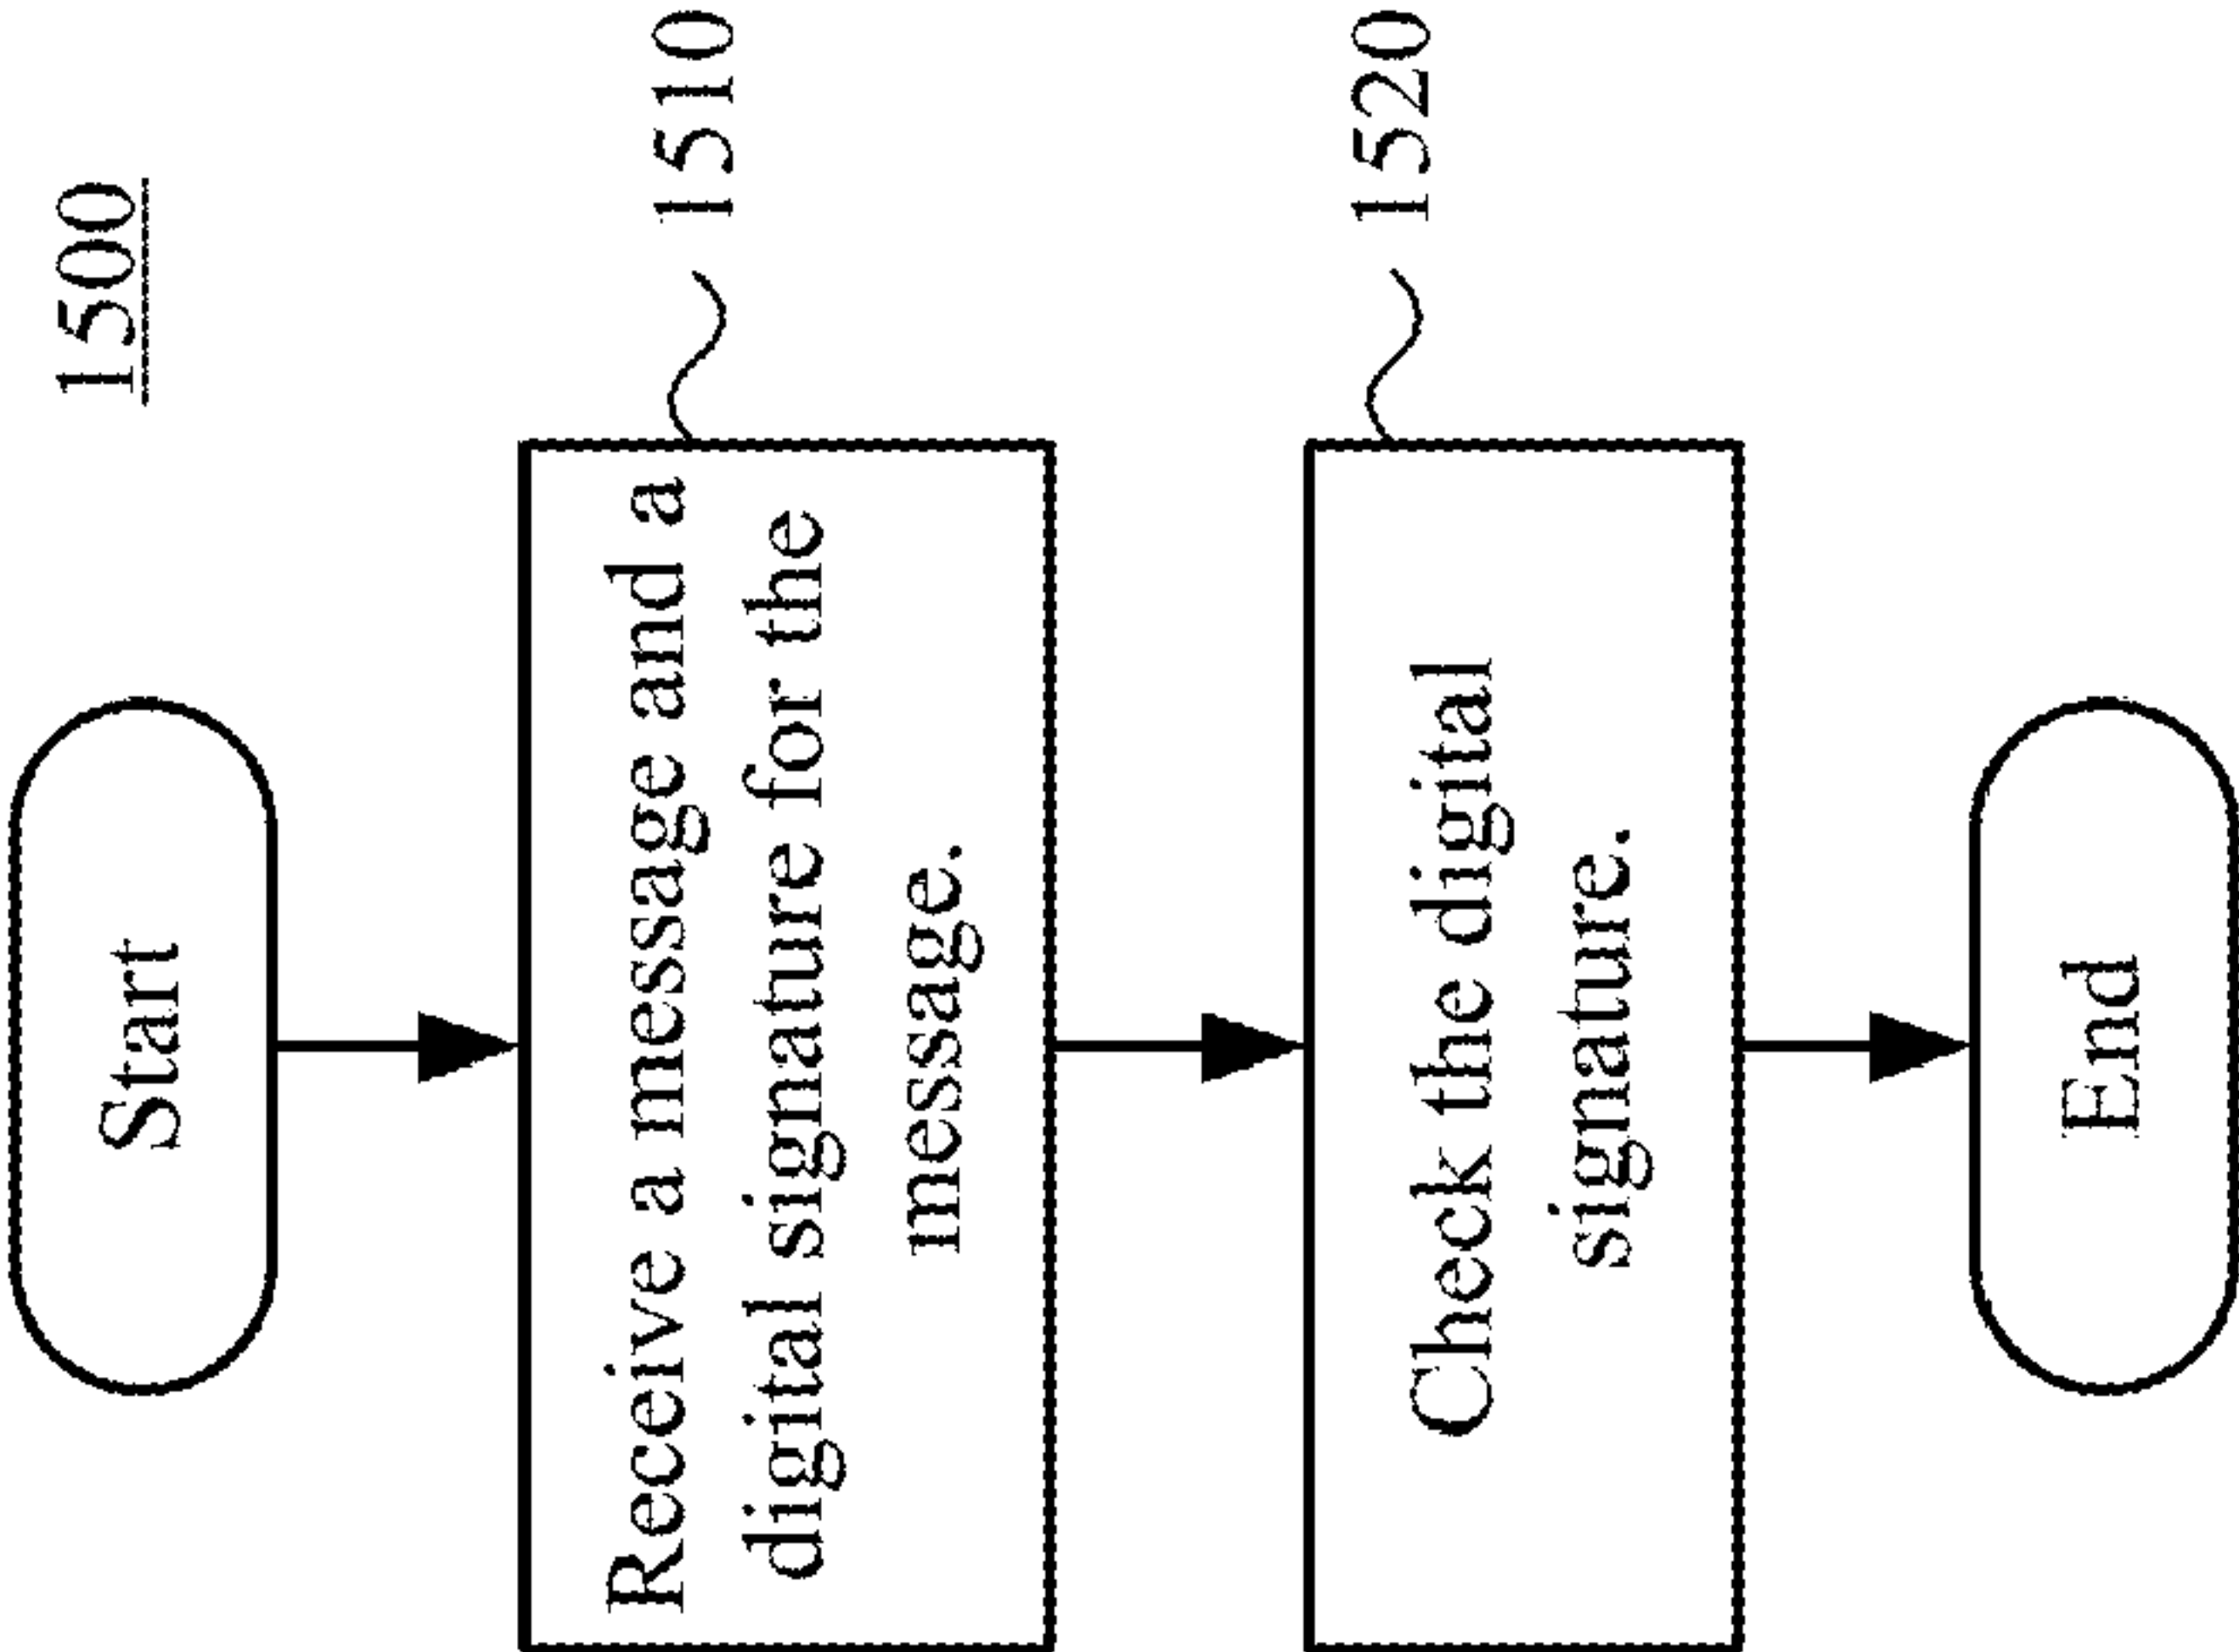 1500
Start
Receive a message and a
digital signature for the
message.
1510
Check the digital
signature.
1520
End